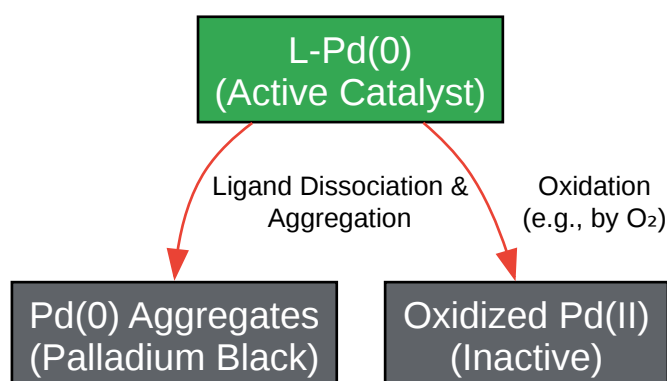 L-Pd(0)
(Active Catalyst)
Ligand Dissociation &
Aggregation
Oxidation
(e.g., by O₂)
Pd(0) Aggregates
(Palladium Black)
Oxidized Pd(II)
(Inactive)